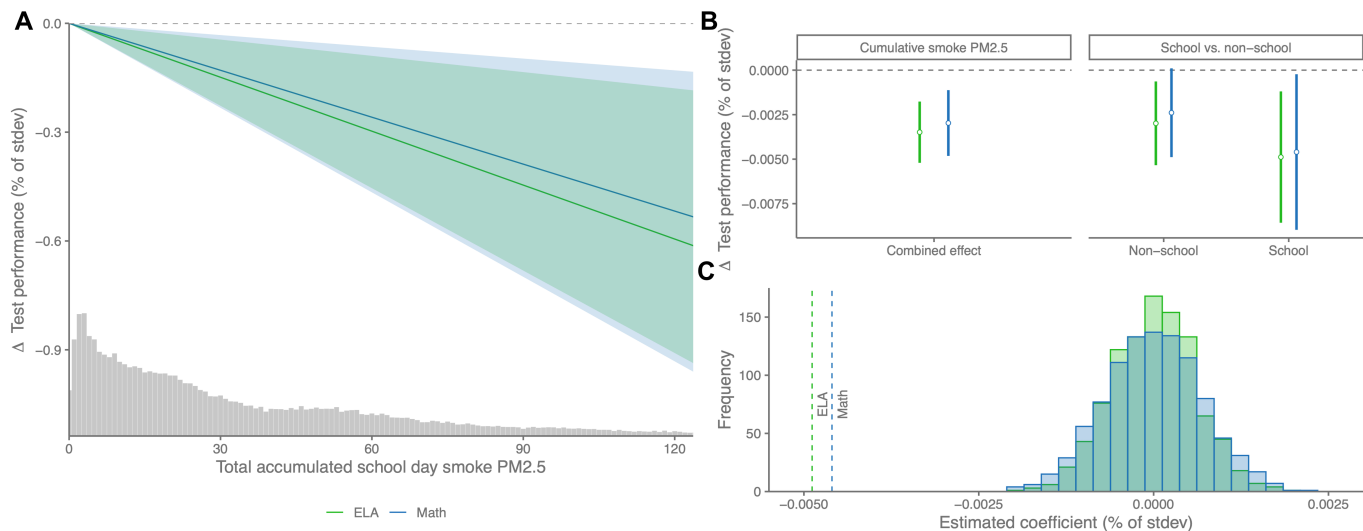 A
Δ Test performance (% of stdev)
0.0
−0.3
−0.6
−0.9
0
30
60
90
120
Total accumulated school day smoke PM2.5
ELA
Math
B
Δ Test performance (% of stdev)
Cumulative smoke PM2.5
School vs. non−school
0.0000
−0.0025
−0.0050
−0.0075
Combined effect
Non−school
School
C
Frequency
150
100
50
0
ELA
Math
−0.0050
−0.0025
0.0000
0.0025
Estimated coefficient (% of stdev)